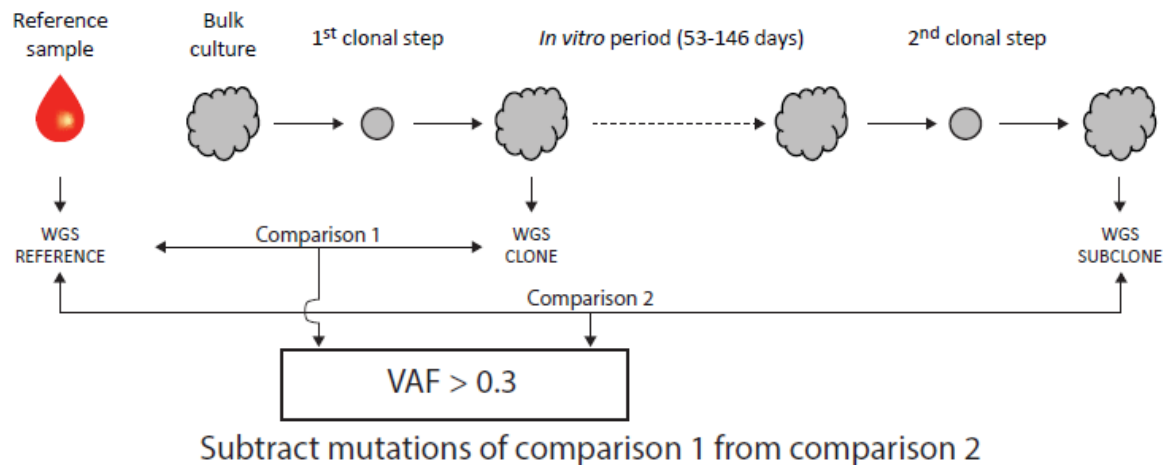 Reference
sample
Bulk
culture
1st clonal step
In vitro period (53-146 days)
2nd clonal step
WGS
REFERENCE
Comparison 1
WGS
CLONE
WGS
SUBCLONE
Comparison 2
VAF > 0.3
Subtract mutations of comparison 1 from comparison 2